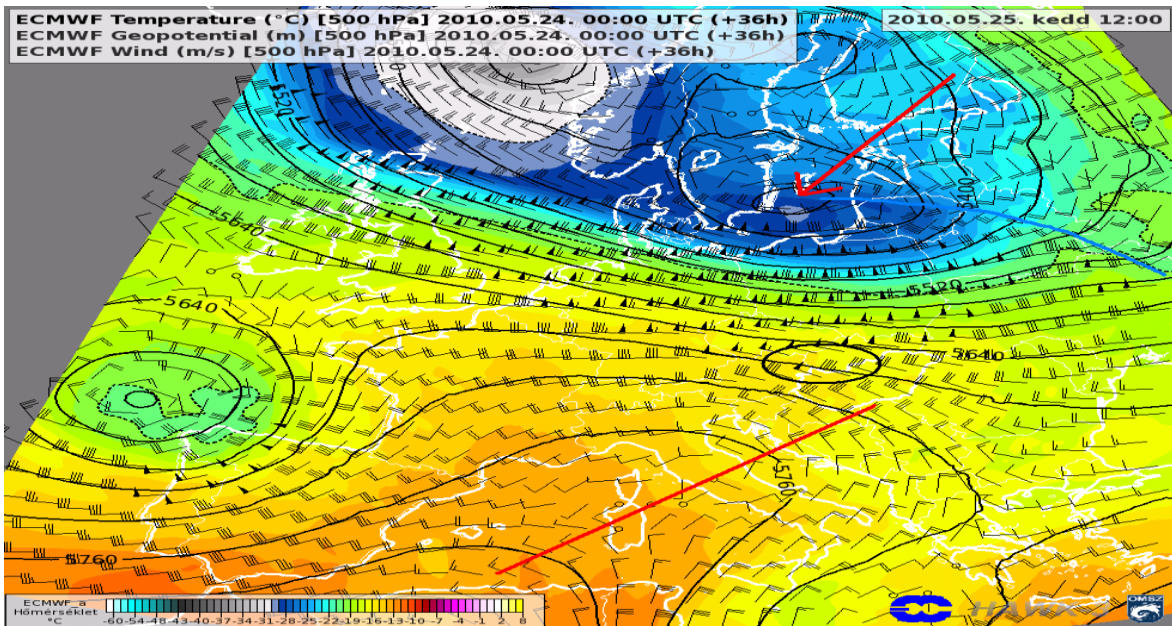 ECMWF Temperature (°C) [500 hPa] 2010.05.24. 00:00 UTC (+36h)
ECMWF Geopotential (m) [500 hPa] 2010.05.24. 00:00 UTC (+36h)
ECMWF Wind (m/s) [500 hPa] 2010.05.24. 00:00 UTC (+36h)
2010.05.25. kedd 12:00
5520
5400
5640
5520
5640
5640
5760
5760
ECMWF_a
Hőmérséklet
°C
-60-54-48-43-40-37-34-31-28-25-22-19-16-13-10 -7 -4 -1 2 8
HAWK-3
OMSZ